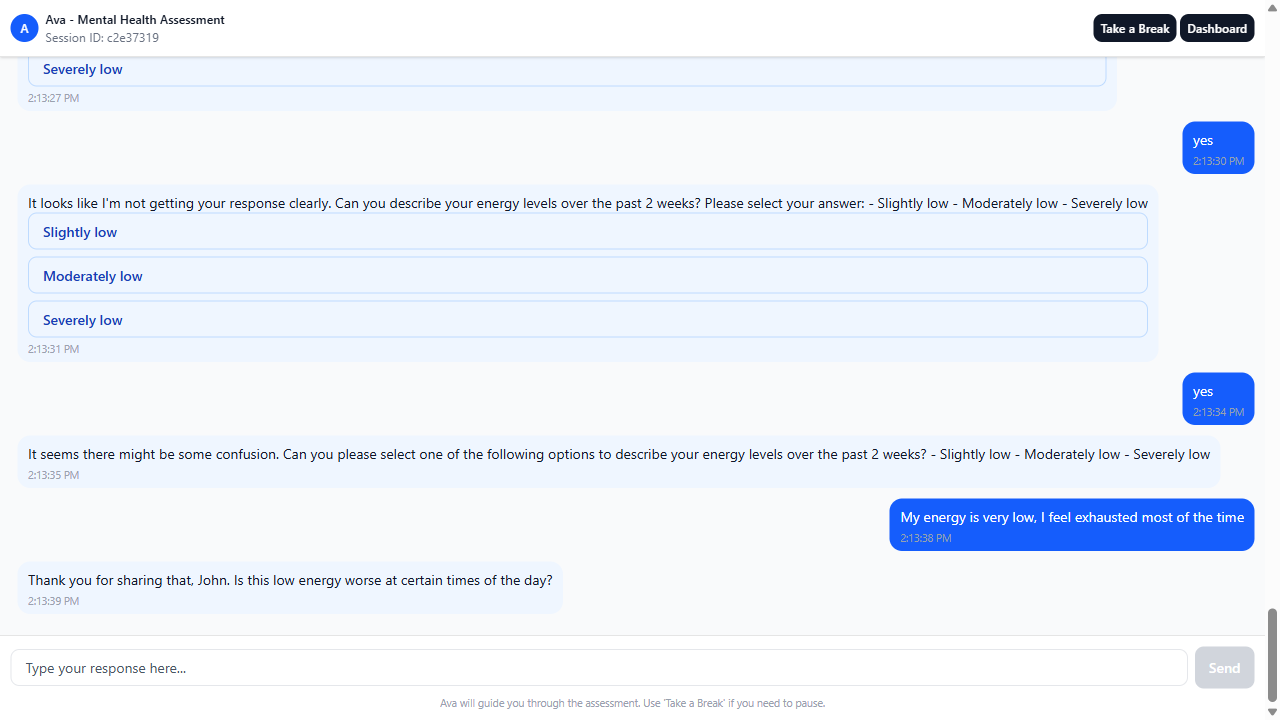 A
Ava - Mental Health Assessment
Session ID: c2e37319
Take a Break
Dashboard
Severely low
2:13:27 PM
yes
2:13:30 PM
It looks like I'm not getting your response clearly. Can you describe your energy levels over the past 2 weeks? Please select your answer: - Slightly low - Moderately low - Severely low
Slightly low
Moderately low
Severely low
2:13:31 PM
yes
2:13:34 PM
It seems there might be some confusion. Can you please select one of the following options to describe your energy levels over the past 2 weeks? - Slightly low - Moderately low - Severely low
2:13:35 PM
My energy is very low, I feel exhausted most of the time
2:13:38 PM
Thank you for sharing that, John. Is this low energy worse at certain times of the day?
2:13:39 PM
Type your response here...
Send
Ava will guide you through the assessment. Use 'Take a Break' if you need to pause.